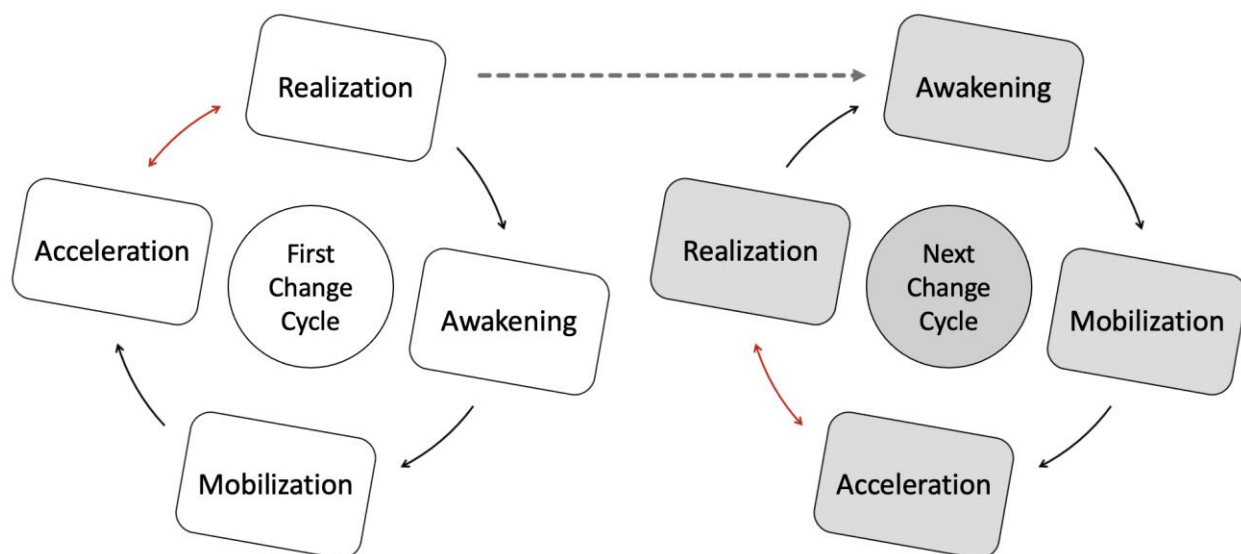 Realization
Acceleration
First
Change
Cycle
Awakening
Mobilization
Awakening
Realization
Next
Change
Cycle
Mobilization
Acceleration